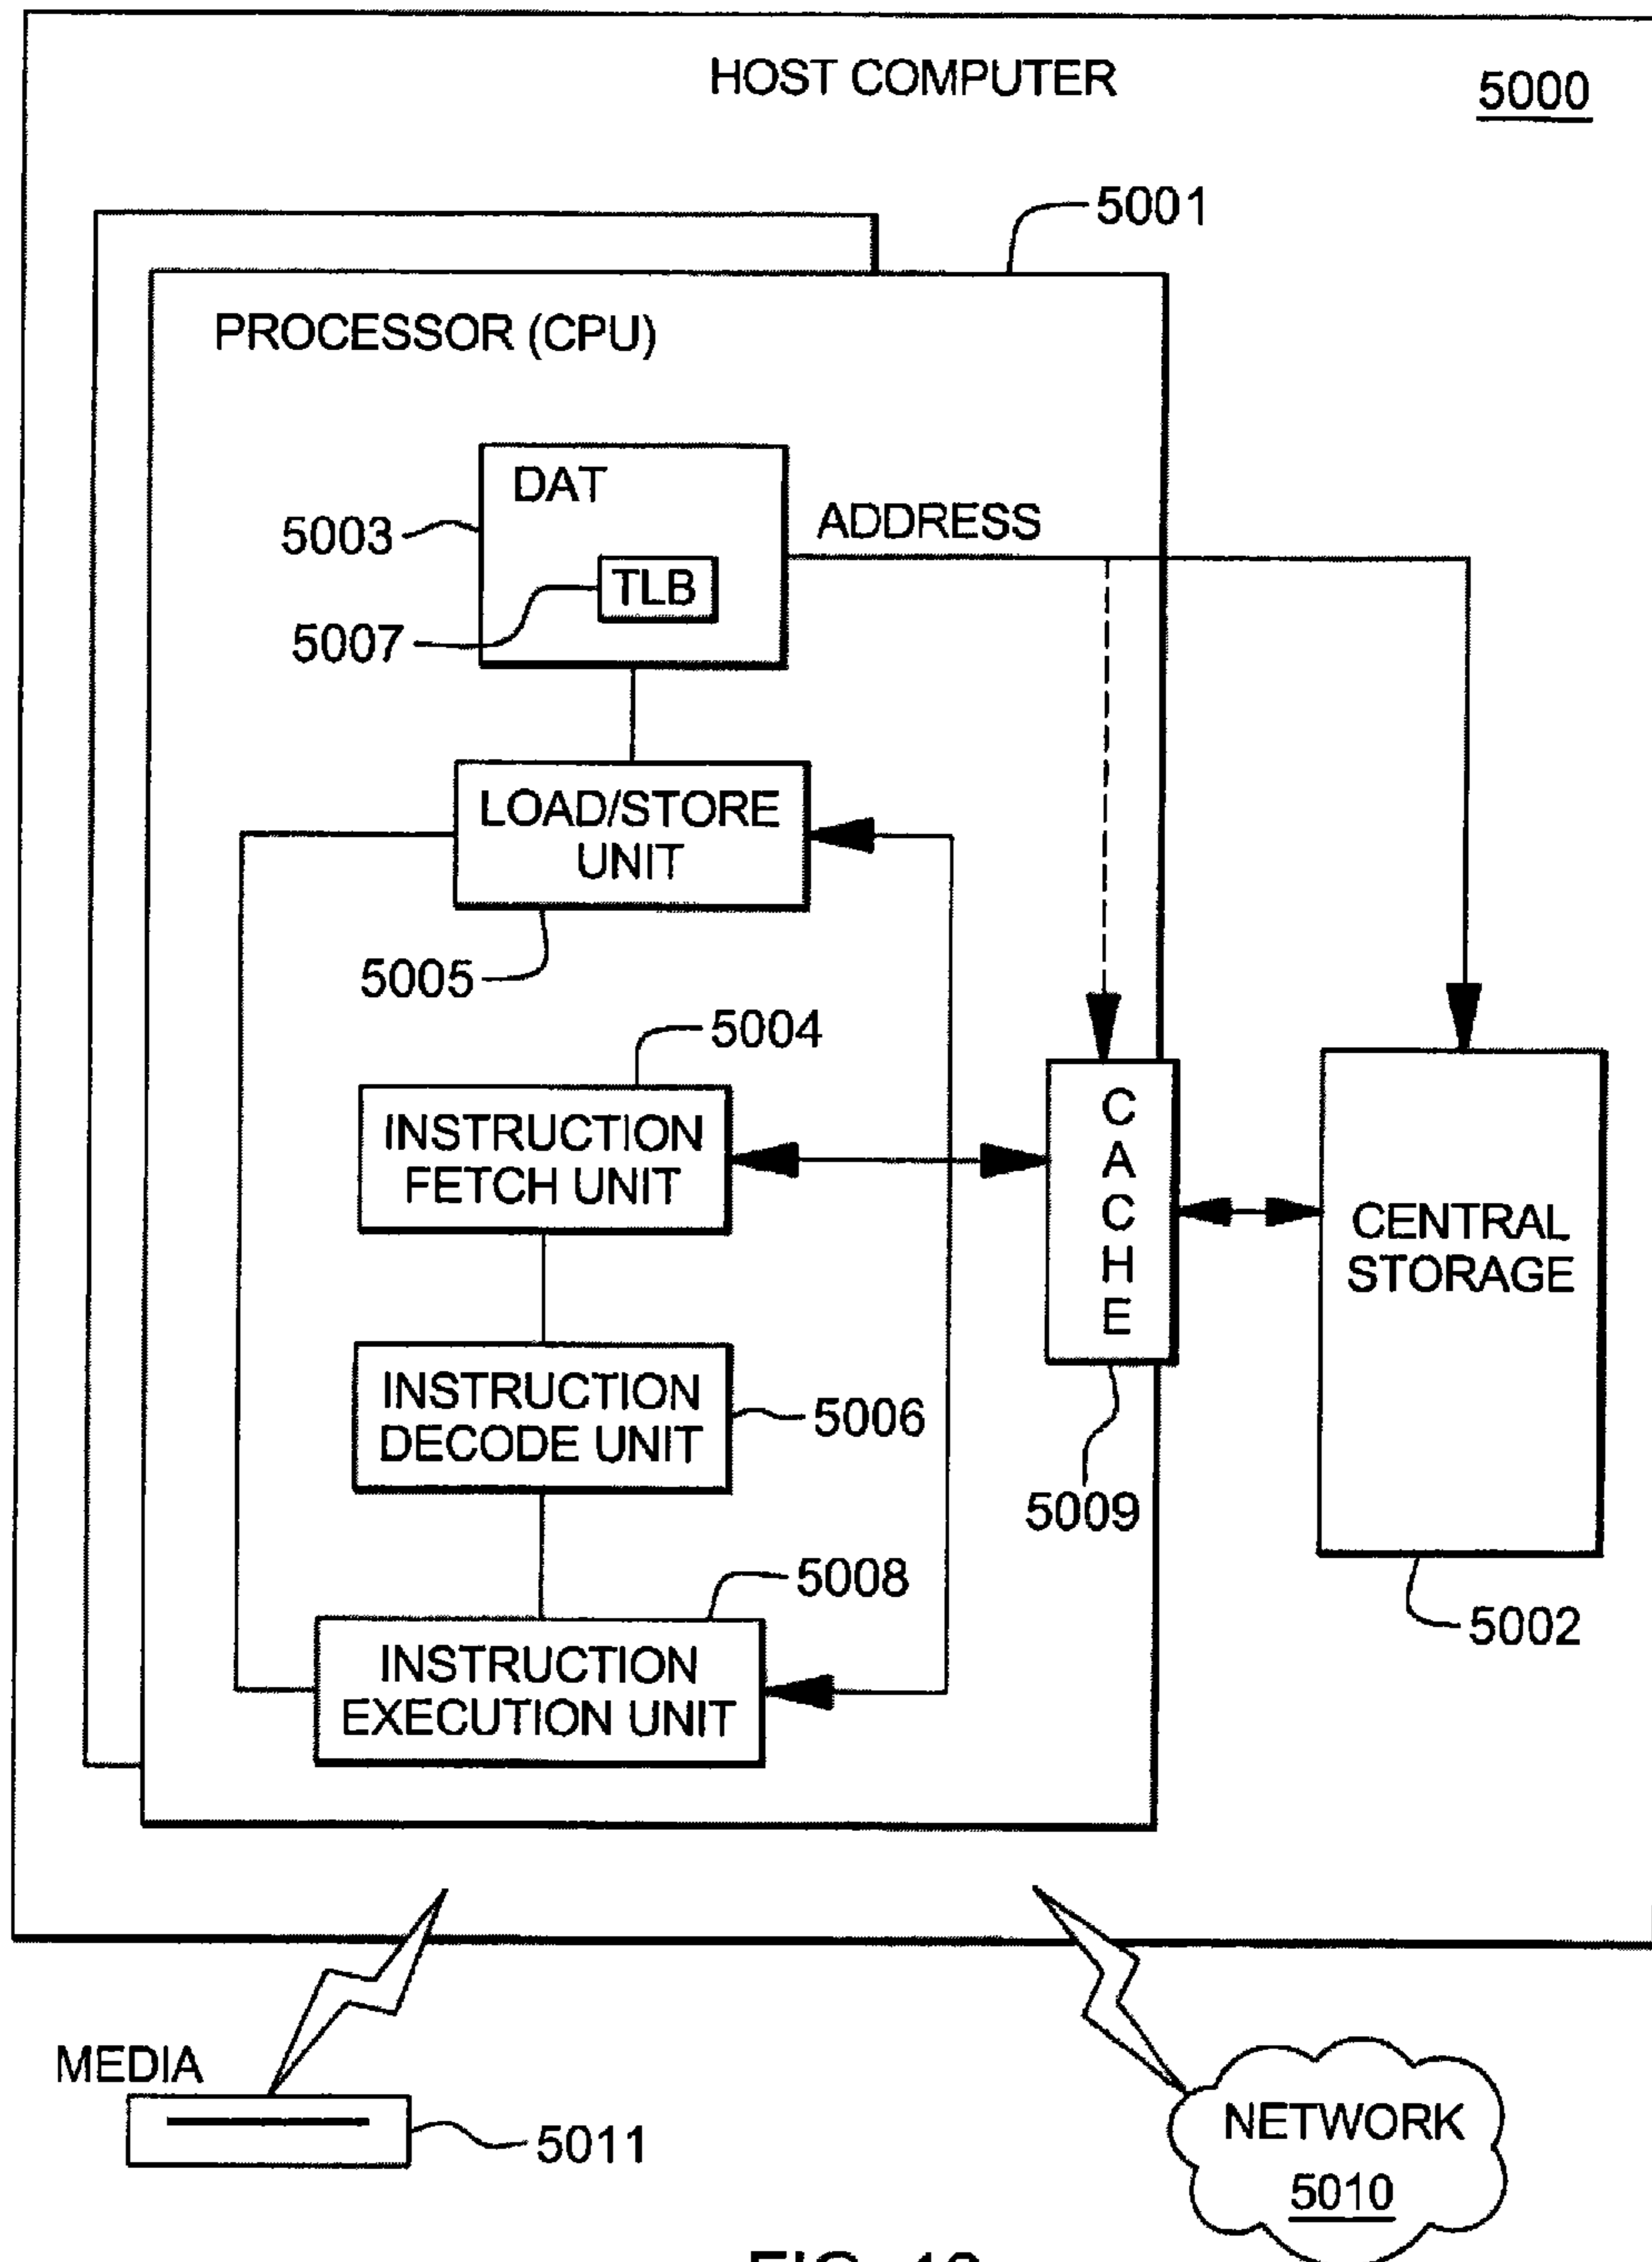 HOST COMPUTER
5000
5001
PROCESSOR (CPU)
DAT
5003
ADDRESS
TLB
5007
LOAD/STORE
UNIT
5005
5004
INSTRUCTION
FETCH UNIT
CACHE
CENTRAL
STORAGE
INSTRUCTION
DECODE UNIT
5006
5009
5008
5002
INSTRUCTION
EXECUTION UNIT
MEDIA
5011
NETWORK
5010